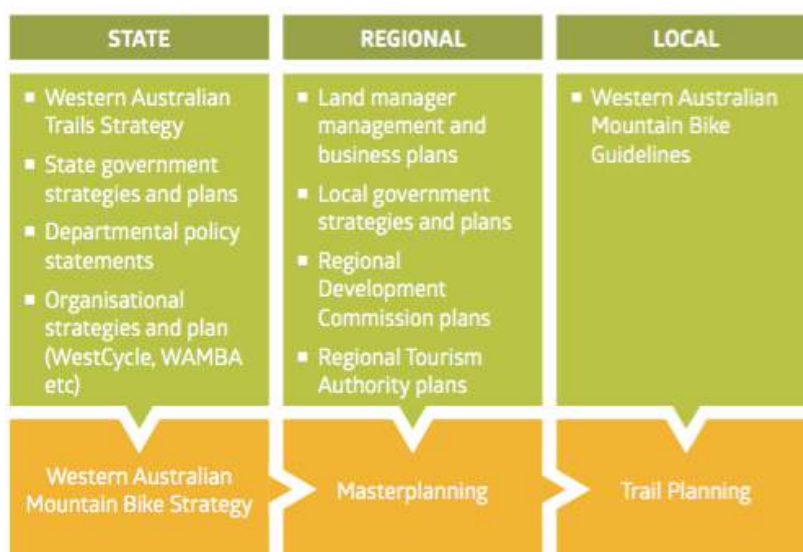 STATE
■ Western Australian
Trails Strategy
■ State government
strategies and plans
■ Departmental policy
statements
■ Organisational
strategies and plan
(WestCycle, WAMBA
etc)
REGIONAL
■ Land manager
management and
business plans
■ Local government
strategies and plans
■ Regional
Development
Commission plans
■ Regional Tourism
Authority plans
LOCAL
■ Western Australian
Mountain Bike
Guidelines
Western Australian
Mountain Bike Strategy
Masterplanning
Trail Planning